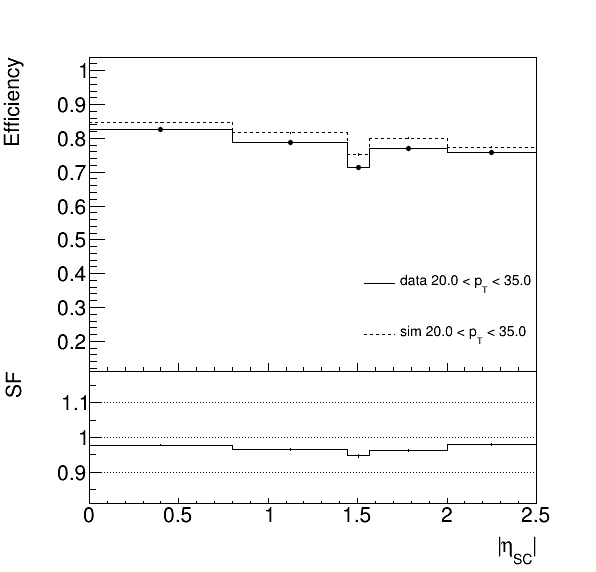 Efficiency
1
0.9
0.8
0.7
0.6
0.5
0.4
0.3
0.2
data 20.0 < p_T < 35.0
sim 20.0 < p_T < 35.0
SF
1.1
1
0.9
0 0.5 1 1.5 2 2.5
|η_SC|